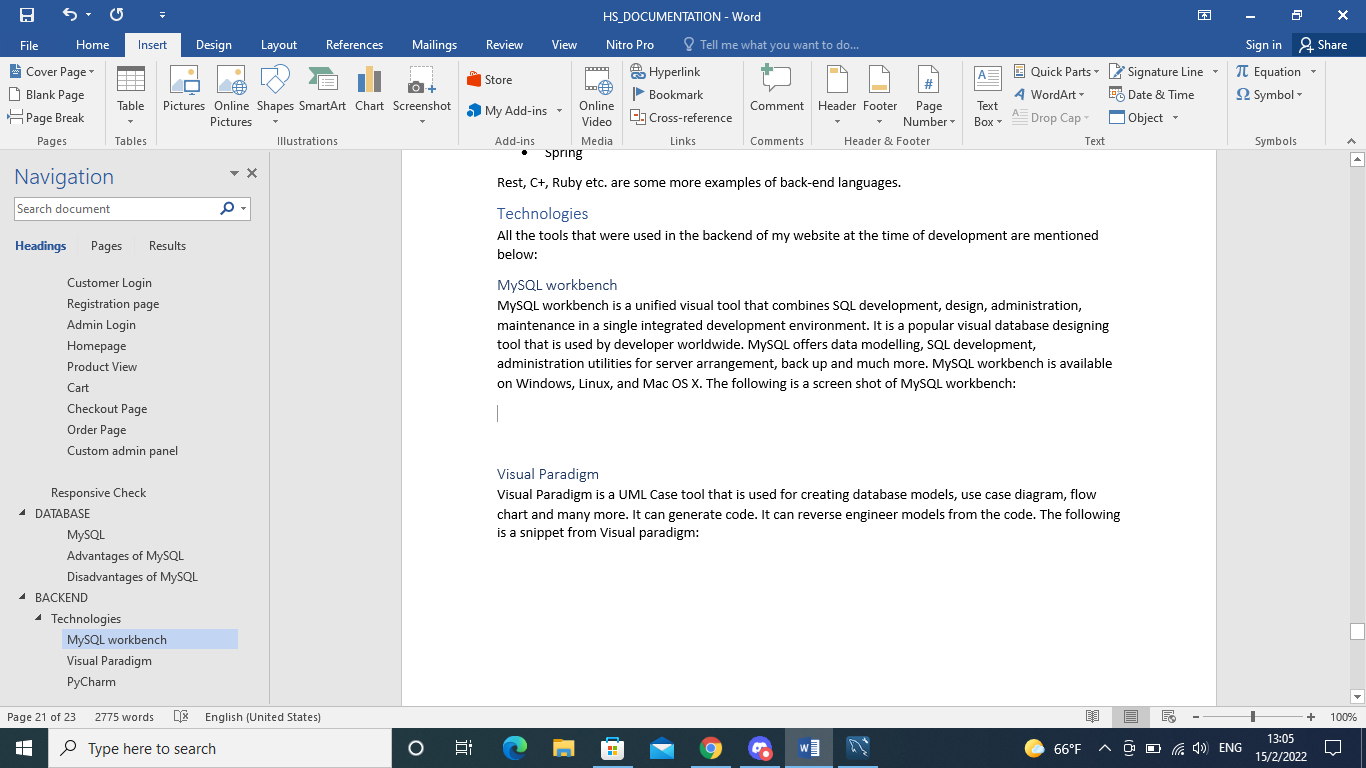 HS_DOCUMENTATION - Word
File Home Insert Design Layout References Mailings Review View Nitro Pro Tell me what you want to do... Sign in Share
Cover Page
Blank Page
Page Break
Pages
Table
Tables
Pictures
Online Pictures
Shapes
SmartArt
Chart
Screenshot
Illustrations
Store
My Add-ins
Add-ins
Online Video
Media
Hyperlink
Bookmark
Cross-reference
Links
Comment
Comments
Header
Footer
Page Number
Header & Footer
Text Box
Quick Parts
WordArt
Drop Cap
Signature Line
Date & Time
Object
Text
Equation
Symbol
Symbols
Navigation
Search document
Headings Pages Results
Customer Login
Registration page
Admin Login
Homepage
Product View
Cart
Checkout Page
Order Page
Custom admin panel
Responsive Check
DATABASE
MySQL
Advantages of MySQL
Disadvantages of MySQL
BACKEND
Technologies
MySQL workbench
Visual Paradigm
PyCharm
• Spring
Rest, C+, Ruby etc. are some more examples of back-end languages.
Technologies
All the tools that were used in the backend of my website at the time of development are mentioned
below:
MySQL workbench
MySQL workbench is a unified visual tool that combines SQL development, design, administration,
maintenance in a single integrated development environment. It is a popular visual database designing
tool that is used by developer worldwide. MySQL offers data modelling, SQL development,
administration utilities for server arrangement, back up and much more. MySQL workbench is available
on Windows, Linux, and Mac OS X. The following is a screen shot of MySQL workbench:
Visual Paradigm
Visual Paradigm is a UML Case tool that is used for creating database models, use case diagram, flow
chart and many more. It can generate code. It can reverse engineer models from the code. The following
is a snippet from Visual paradigm:
Page 21 of 23 2775 words English (United States) 100%
Type here to search
66°F
ENG
13:05
15/2/2022